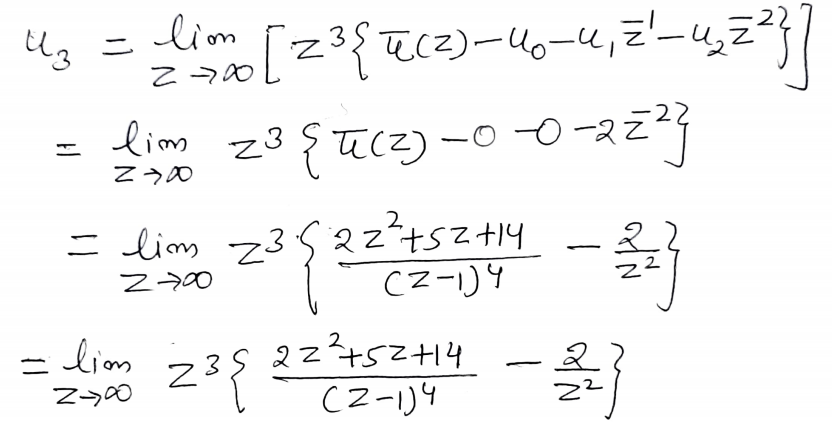 u₃ = lim z→∞ [ z³{ ū(z) − u₀ − u₁z⁻¹ − u₂z⁻² } ]
= lim z→∞ z³ { ū(z) − 0 − 0 − 2z⁻² }
= lim z→∞ z³ { (2z²+5z+14)/(z−1)⁴ − 2/z² }
= lim z→∞ z³ { (2z²+5z+14)/(z−1)⁴ − 2/z² }